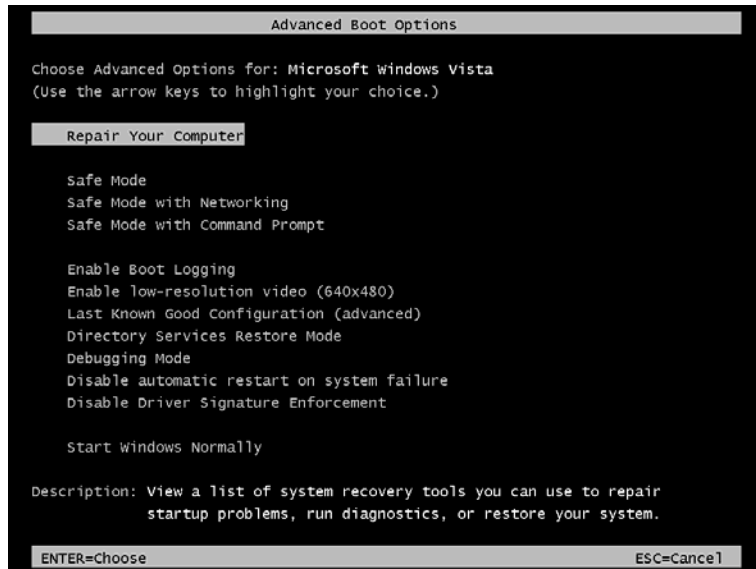 Advanced Boot Options
Choose Advanced Options for: Microsoft Windows Vista
(Use the arrow keys to highlight your choice.)
Repair Your Computer
Safe Mode
Safe Mode with Networking
Safe Mode with Command Prompt
Enable Boot Logging
Enable low-resolution video (640x480)
Last Known Good Configuration (advanced)
Directory Services Restore Mode
Debugging Mode
Disable automatic restart on system failure
Disable Driver Signature Enforcement
Start Windows Normally
Description: View a list of system recovery tools you can use to repair
startup problems, run diagnostics, or restore your system.
ENTER=Choose ESC=Cancel